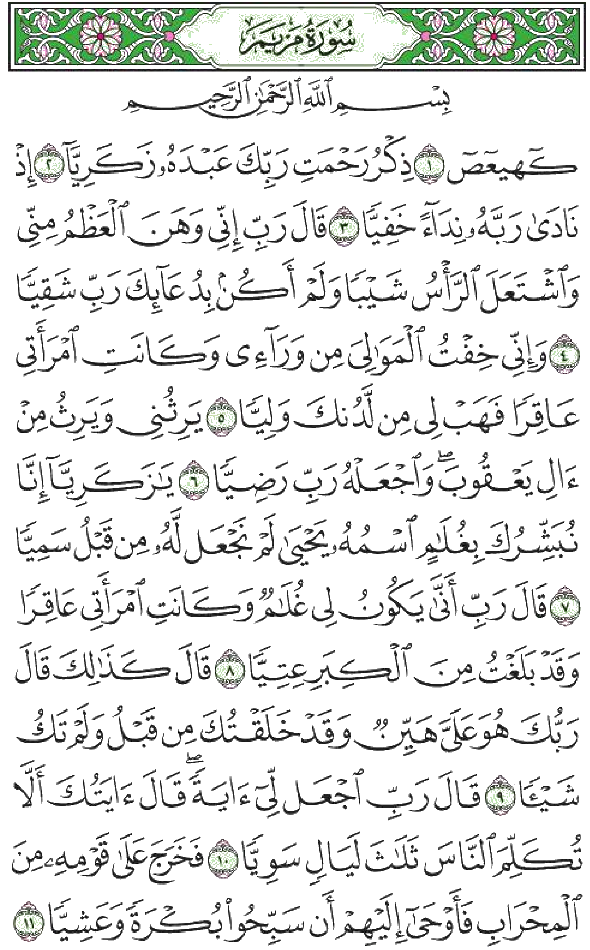 سُورَةُ مَرْيَمَ
بِسْمِ ٱللَّهِ ٱلرَّحْمَٰنِ ٱلرَّحِيمِ
كٓهيعٓصٓ ١ ذِكْرُ رَحْمَتِ رَبِّكَ عَبْدَهُۥ زَكَرِيَّآ ٢ إِذْ
نَادَىٰ رَبَّهُۥ نِدَآءً خَفِيًّا ٣ قَالَ رَبِّ إِنِّى وَهَنَ ٱلْعَظْمُ مِنِّى
وَٱشْتَعَلَ ٱلرَّأْسُ شَيْبًا وَلَمْ أَكُنۢ بِدُعَآئِكَ رَبِّ شَقِيًّا
٤ وَإِنِّى خِفْتُ ٱلْمَوَٰلِىَ مِن وَرَآءِى وَكَانَتِ ٱمْرَأَتِى
عَاقِرًا فَهَبْ لِى مِن لَّدُنكَ وَلِيًّا ٥ يَرِثُنِى وَيَرِثُ مِنْ
ءَالِ يَعْقُوبَ ۖ وَٱجْعَلْهُ رَبِّ رَضِيًّا ٦ يَٰزَكَرِيَّآ إِنَّا
نُبَشِّرُكَ بِغُلَٰمٍ ٱسْمُهُۥ يَحْيَىٰ لَمْ نَجْعَل لَّهُۥ مِن قَبْلُ سَمِيًّا
٧ قَالَ رَبِّ أَنَّىٰ يَكُونُ لِى غُلَٰمٌ وَكَانَتِ ٱمْرَأَتِى عَاقِرًا
وَقَدْ بَلَغْتُ مِنَ ٱلْكِبَرِ عِتِيًّا ٨ قَالَ كَذَٰلِكَ قَالَ
رَبُّكَ هُوَ عَلَىَّ هَيِّنٌ وَقَدْ خَلَقْتُكَ مِن قَبْلُ وَلَمْ تَكُ
شَيْـًٔا ٩ قَالَ رَبِّ ٱجْعَل لِّىٓ ءَايَةً ۚ قَالَ ءَايَتُكَ أَلَّا
تُكَلِّمَ ٱلنَّاسَ ثَلَٰثَ لَيَالٍ سَوِيًّا ١٠ فَخَرَجَ عَلَىٰ قَوْمِهِۦ مِنَ
ٱلْمِحْرَابِ فَأَوْحَىٰٓ إِلَيْهِمْ أَن سَبِّحُوا۟ بُكْرَةً وَعَشِيًّا ١١